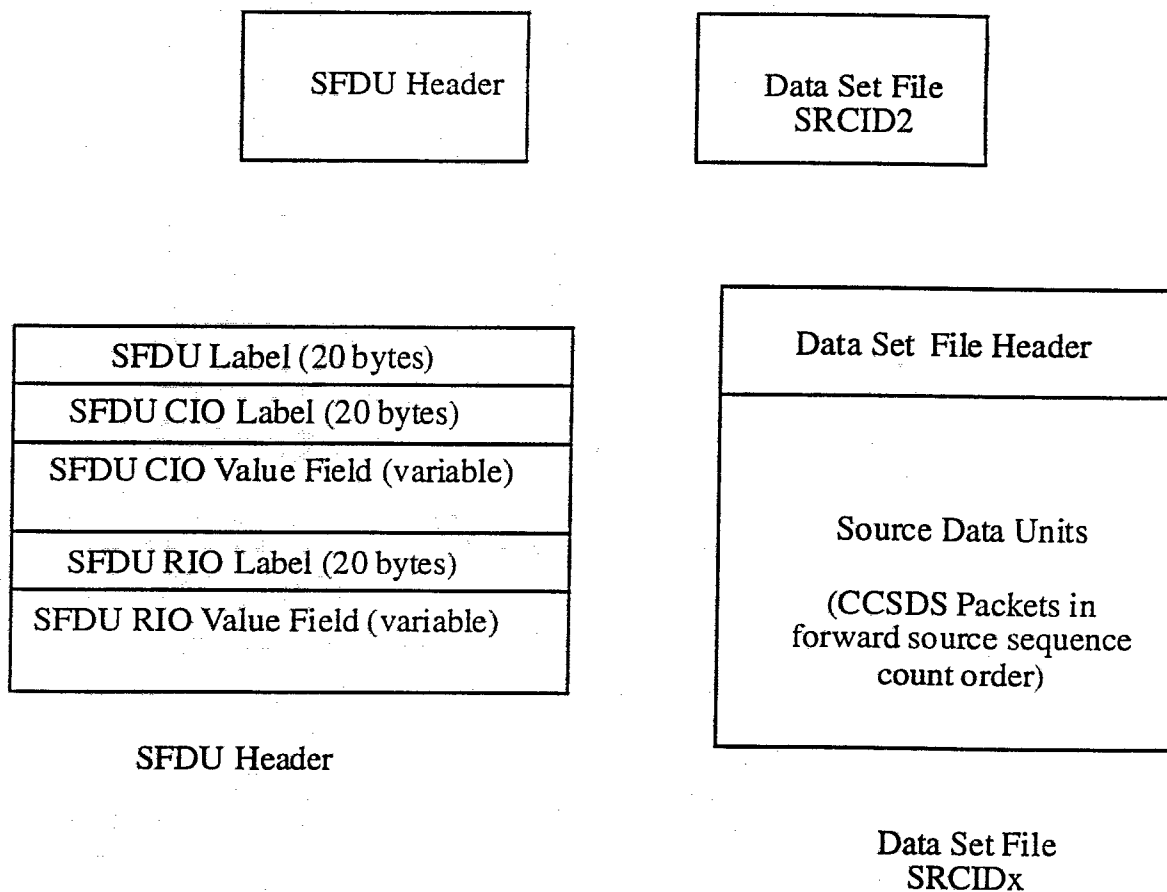 SFDU Header
Data Set File
SRCID2
SFDU Label (20 bytes)
SFDU CIO Label (20 bytes)
SFDU CIO Value Field (variable)
SFDU RIO Label (20 bytes)
SFDU RIO Value Field (variable)
SFDU Header
Data Set File Header
Source Data Units
(CCSDS Packets in
forward source sequence
count order)
Data Set File
SRCIDx